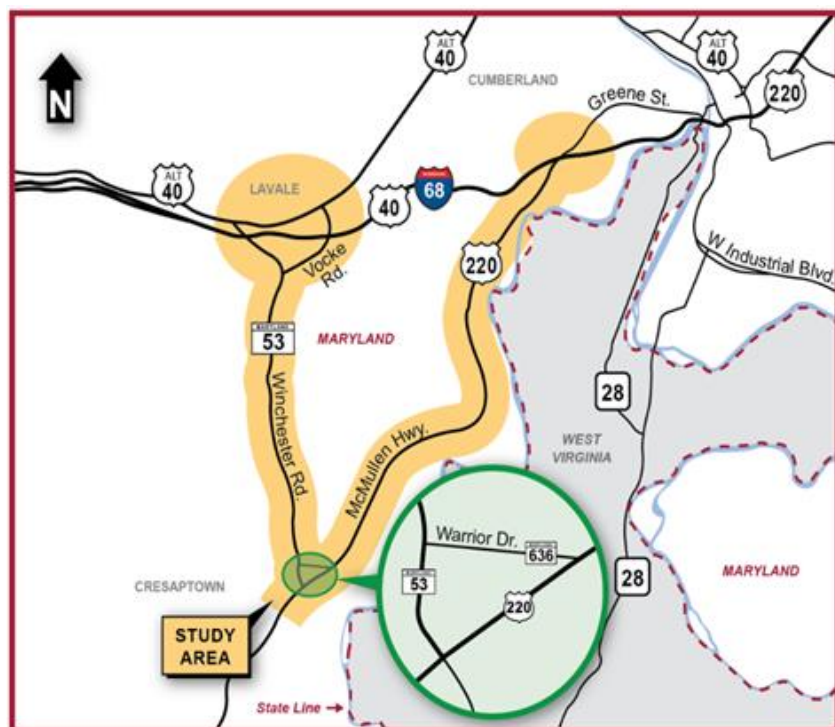 N
ALT
40
CUMBERLAND
ALT
40
220
Greene St.
ALT
40
LAVALE
40
68
Vocke
Rd.
220
W Industrial Blvd.
53
MARYLAND
28
Winchester Rd.
McMullen Hwy.
WEST
VIRGINIA
Warrior Dr.
636
53
220
28
MARYLAND
CRESAPTOWN
STUDY
AREA
State Line